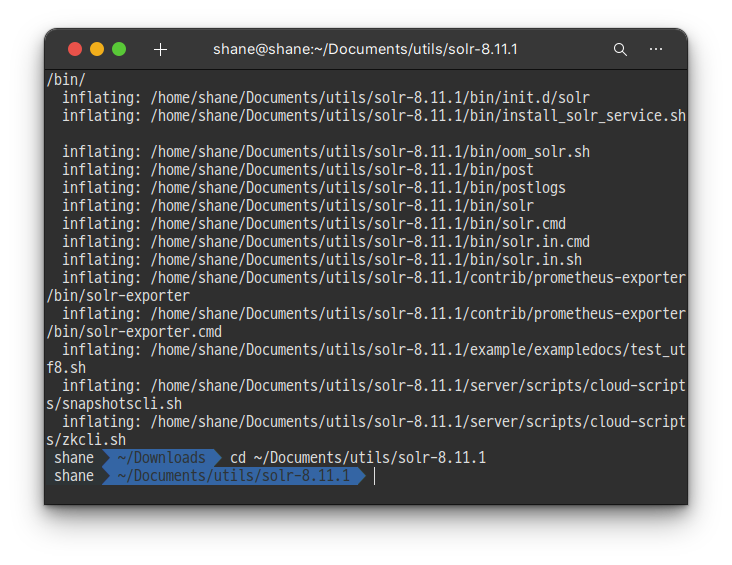 shane@shane:~/Documents/utils/solr-8.11.1
/bin/
inflating: /home/shane/Documents/utils/solr-8.11.1/bin/init.d/solr
inflating: /home/shane/Documents/utils/solr-8.11.1/bin/install_solr_service.sh
inflating: /home/shane/Documents/utils/solr-8.11.1/bin/oom_solr.sh
inflating: /home/shane/Documents/utils/solr-8.11.1/bin/post
inflating: /home/shane/Documents/utils/solr-8.11.1/bin/postlogs
inflating: /home/shane/Documents/utils/solr-8.11.1/bin/solr
inflating: /home/shane/Documents/utils/solr-8.11.1/bin/solr.cmd
inflating: /home/shane/Documents/utils/solr-8.11.1/bin/solr.in.cmd
inflating: /home/shane/Documents/utils/solr-8.11.1/bin/solr.in.sh
inflating: /home/shane/Documents/utils/solr-8.11.1/contrib/prometheus-exporter
/bin/solr-exporter
inflating: /home/shane/Documents/utils/solr-8.11.1/contrib/prometheus-exporter
/bin/solr-exporter.cmd
inflating: /home/shane/Documents/utils/solr-8.11.1/example/exampledocs/test_ut
f8.sh
inflating: /home/shane/Documents/utils/solr-8.11.1/server/scripts/cloud-script
s/snapshotscli.sh
inflating: /home/shane/Documents/utils/solr-8.11.1/server/scripts/cloud-script
s/zkcli.sh
shane ~/Downloads cd ~/Documents/utils/solr-8.11.1
shane ~/Documents/utils/solr-8.11.1